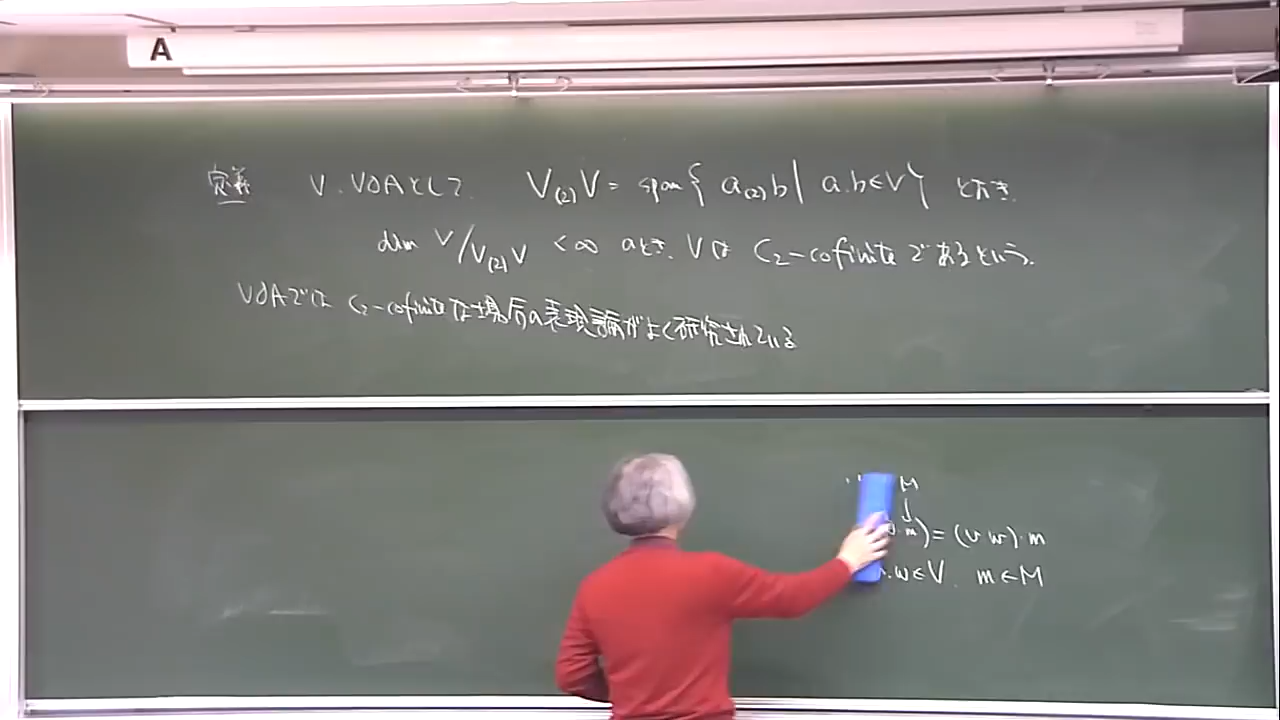 A
定義 V. VOAとして. V₍₂₎V = span{ a₍₂₎b | a.b∈V } とおき.
dim V/V₍₂₎V < ∞ のとき. Vは C₂-cofinite であるという.
VOAでは C₂-cofinite な場合の表現論がよく研究されている
M
m) = (v w)·m
.w∈V. m∈M